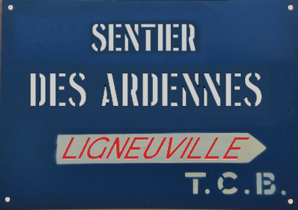 SENTIER
DES ARDENNES
LIGNEUVILLE
T.C.B.